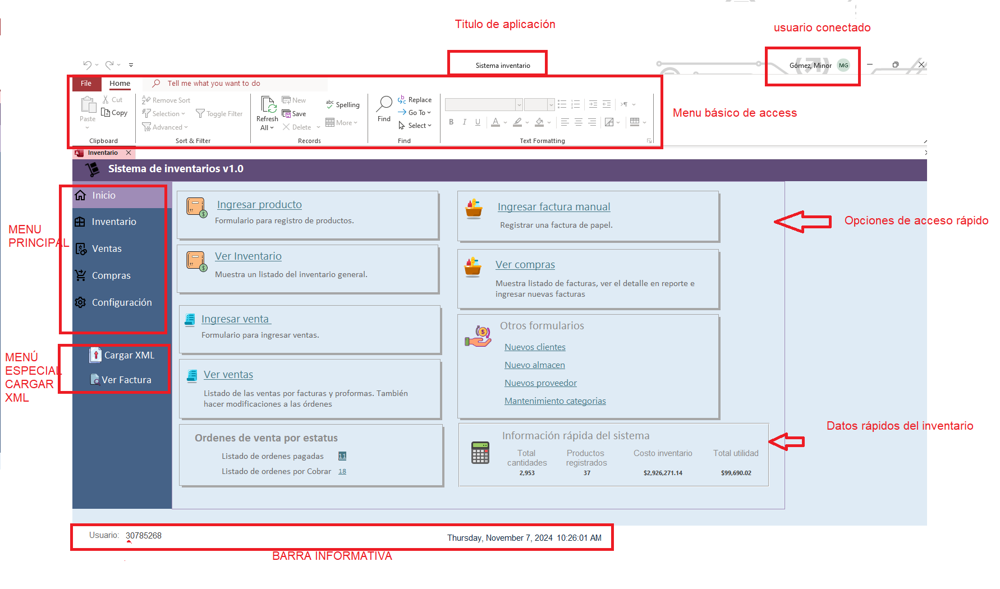 Titulo de aplicación
usuario conectado
Sistema inventario
Gómez, Minor MG
File Home Tell me what you want to do
Paste
Cut
Copy
Clipboard
Remove Sort
Selection
Toggle Filter
Advanced
Sort & Filter
Refresh
All
New
Save
Delete
abc
Spelling
More
Records
Find
Replace
Go To
Select
Find
B I U A
Text Formatting
Menu básico de access
A Inventario
Sistema de inventarios v1.0
MENU
PRINCIPAL
Inicio
Inventario
Ventas
Compras
Configuración
MENÚ
ESPECIAL
CARGAR
XML
Cargar XML
Ver Factura
Ingresar producto
Formulario para registro de productos.
Ver Inventario
Muestra un listado del inventario general.
Ingresar venta
Formulario para ingresar ventas.
Ver ventas
Listado de las ventas por facturas y proformas. También
hacer modificaciones a las órdenes
Ordenes de venta por estatus
Listado de ordenes pagadas 11
Listado de ordenes por Cobrar 18
Ingresar factura manual
Registrar una factura de papel.
Ver compras
Muestra listado de facturas, ver el detalle en reporte e
ingresar nuevas facturas
Otros formularios
Nuevos clientes
Nuevo almacen
Nuevos proveedor
Mantenimiento categorias
Información rápida del sistema
Total Productos Costo inventario Total utilidad
cantidades registrados
2,953 37 $2,926,271.14 $99,690.02
Opciones de acceso rápido
Datos rápidos del inventario
Usuario: 30785268
Thursday, November 7, 2024 10:26:01 AM
BARRA INFORMATIVA